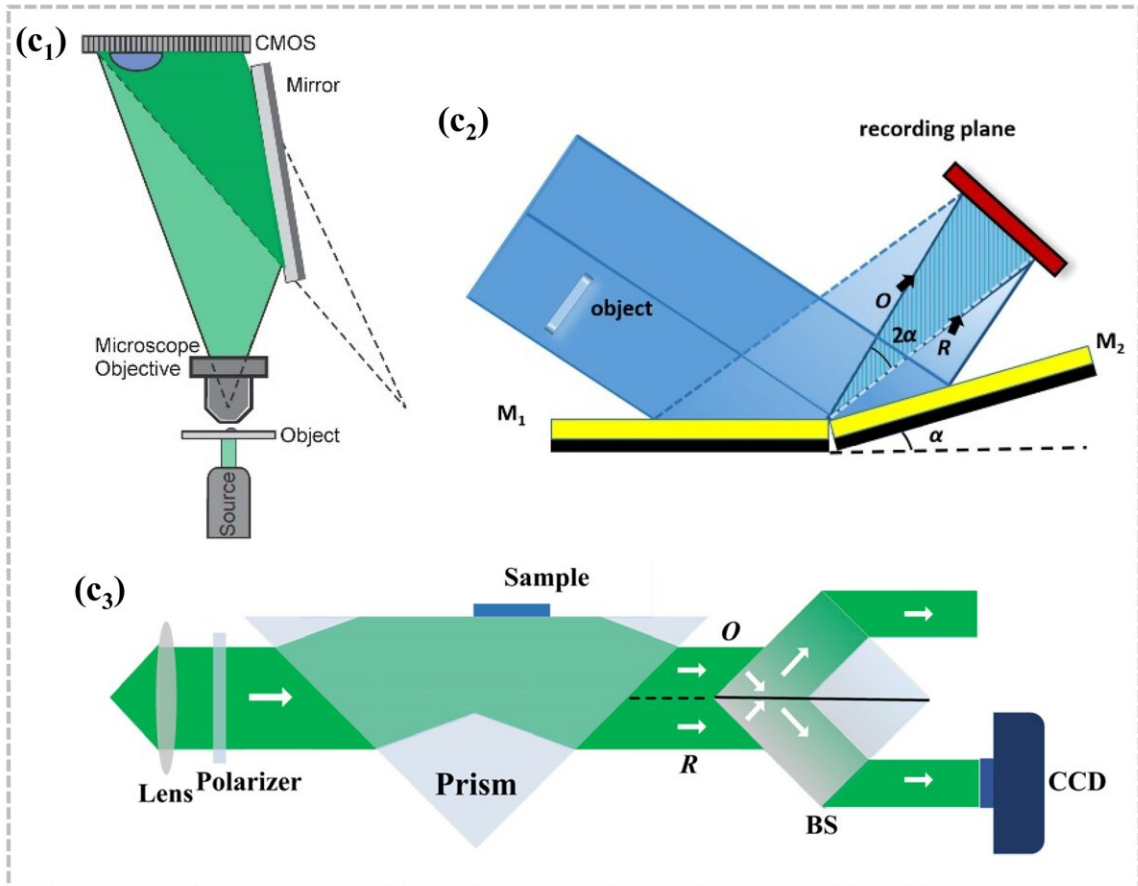 (c₁)
CMOS
Mirror
Microscope
Objective
Object
Source
(c₂)
recording plane
object
O
2α
R
M₁
M₂
α
(c₃)
Sample
O
R
Lens
Polarizer
Prism
BS
CCD